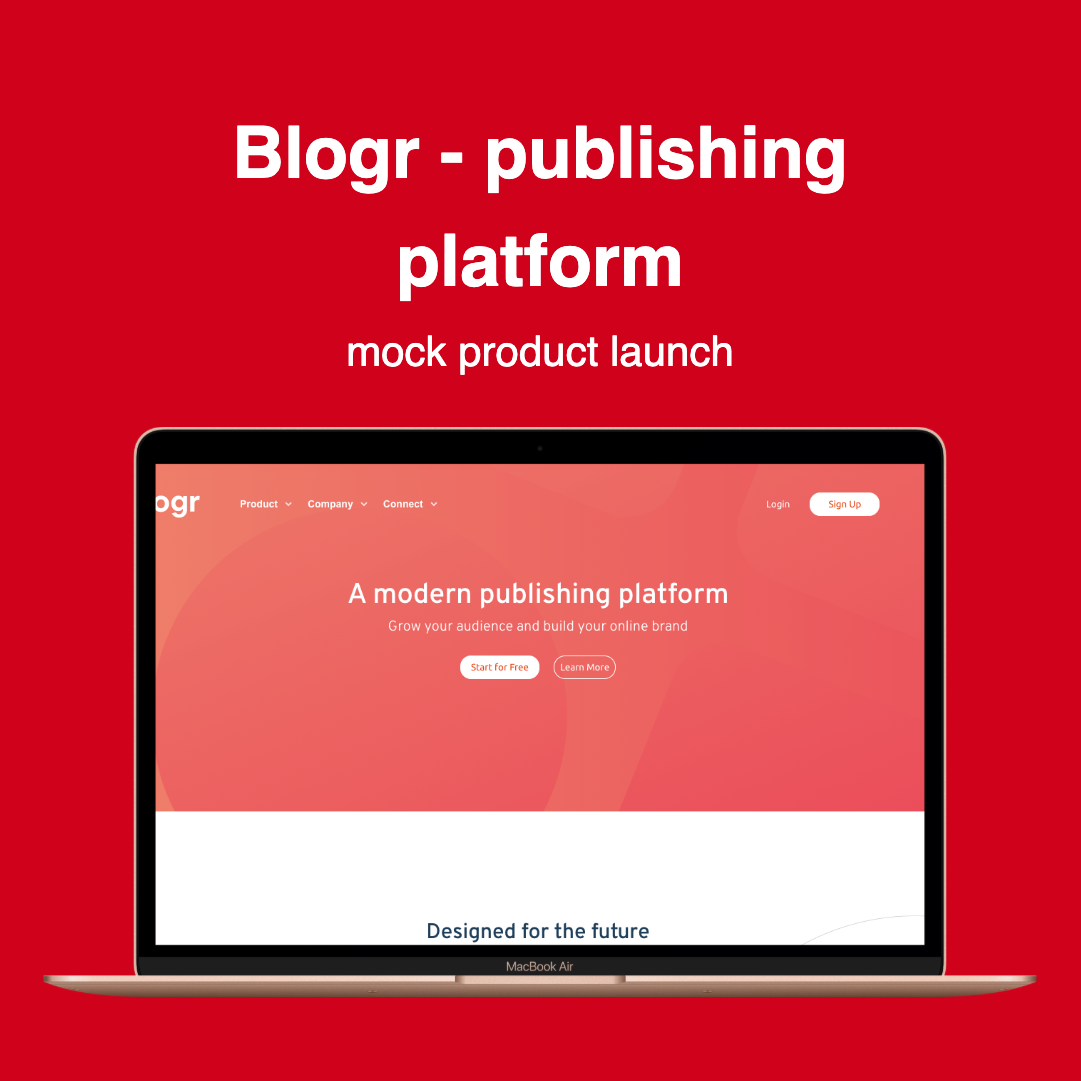 Blogr - publishing
platform
mock product launch
ogr Product Company Connect Login Sign Up
A modern publishing platform
Grow your audience and build your online brand
Start for Free Learn More
Designed for the future
MacBook Air